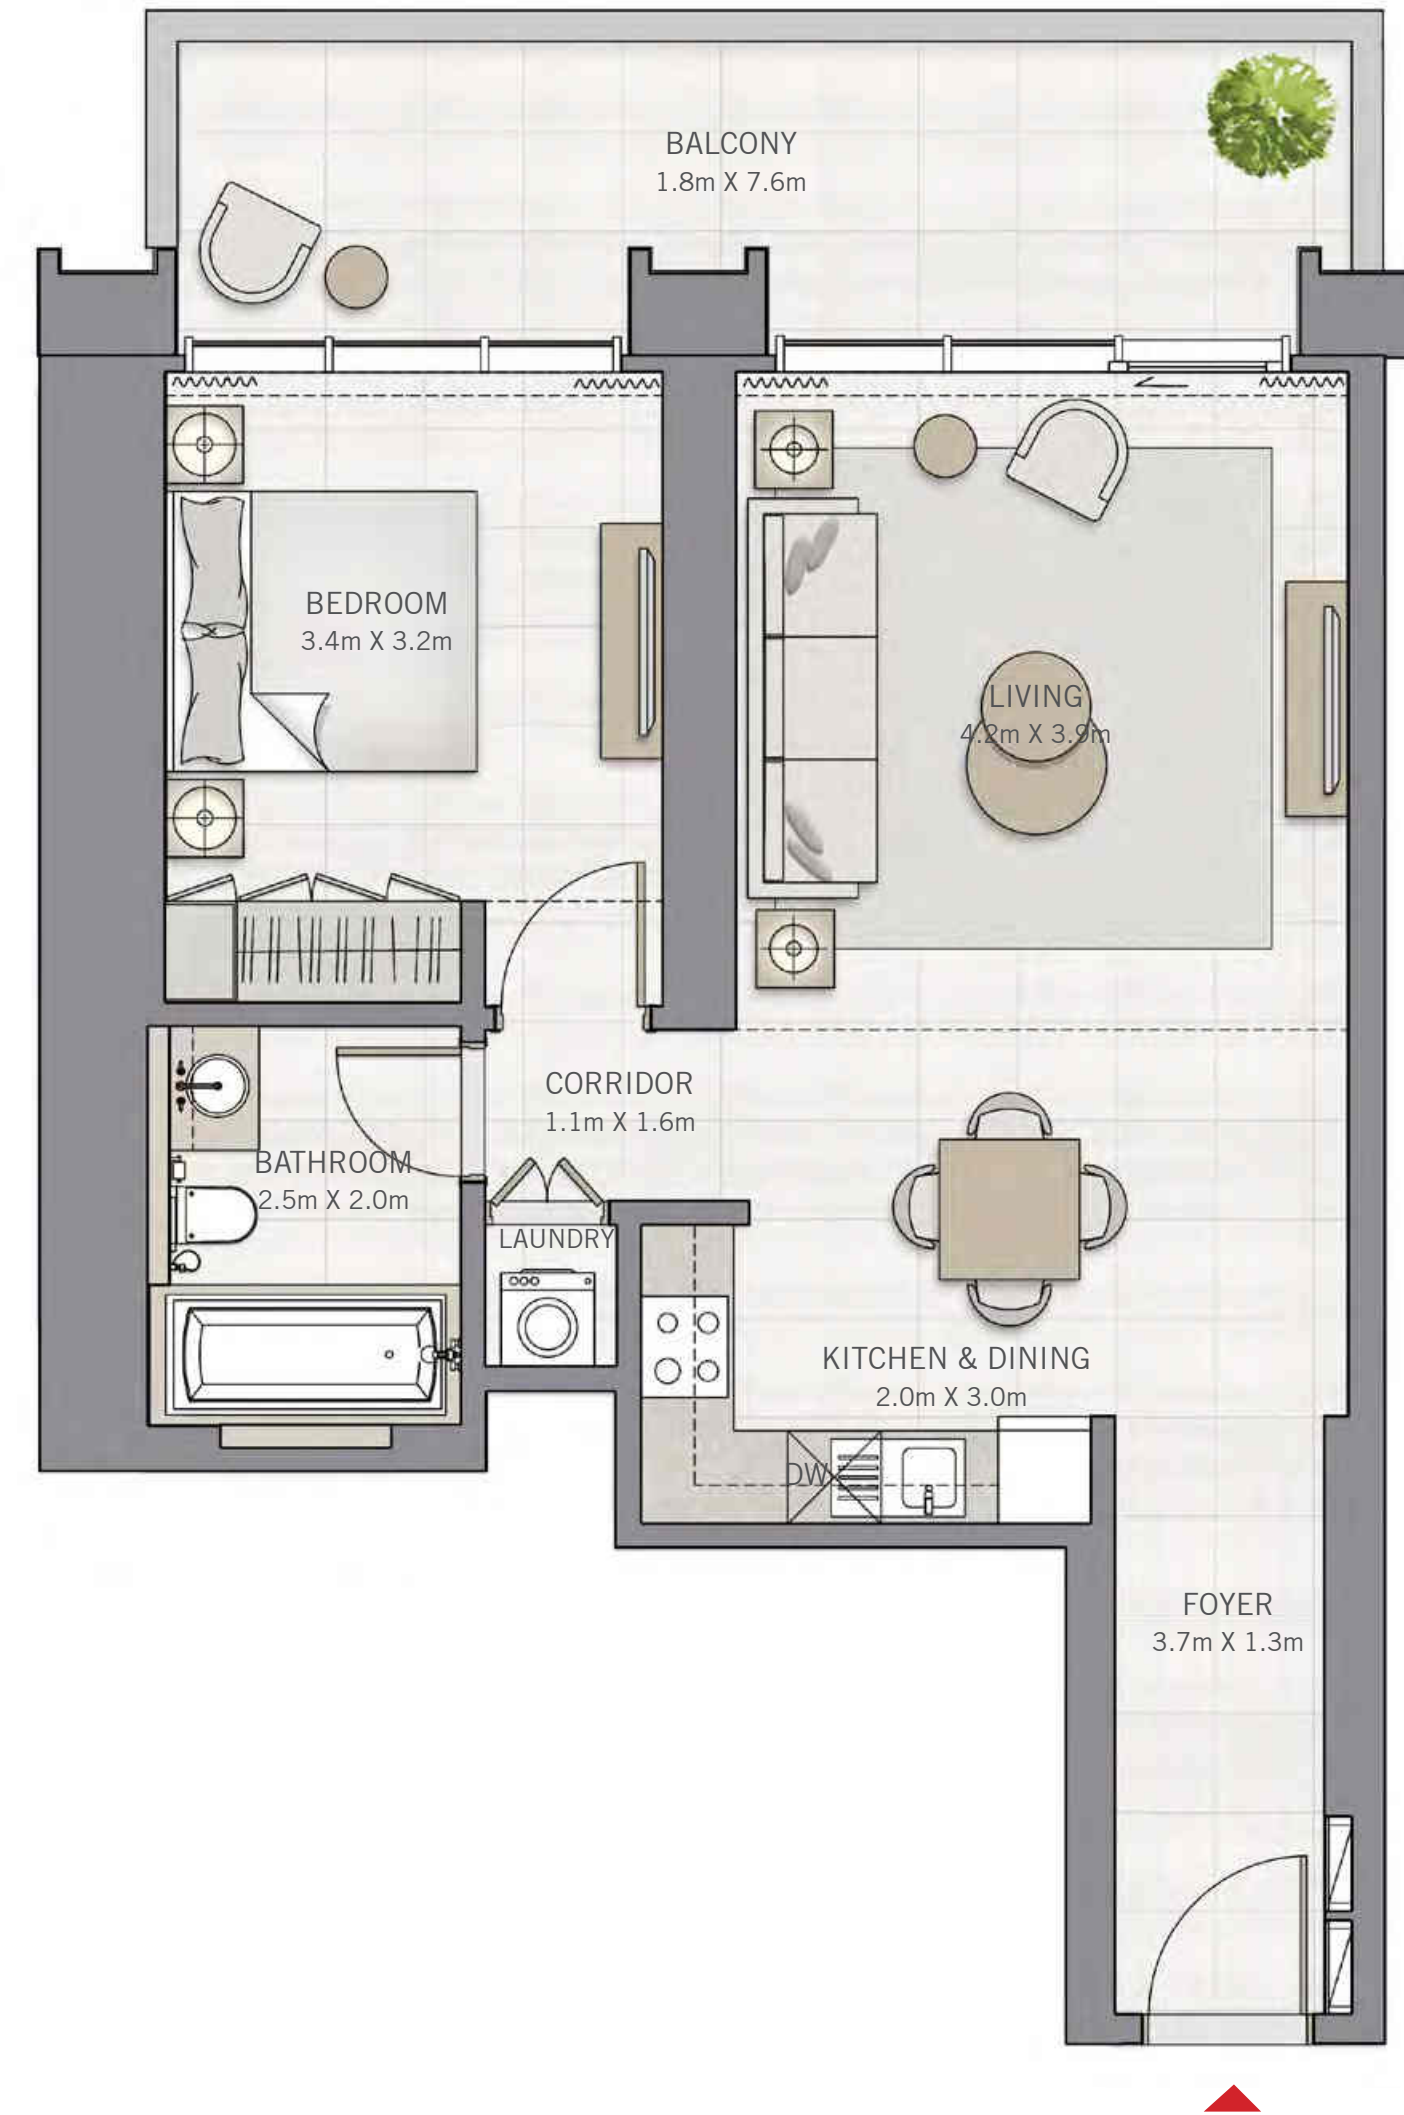 BALCONY
1.8m X 7.6m
BEDROOM
3.4m X 3.2m
LIVING
4.2m X 3.9m
CORRIDOR
1.1m X 1.6m
BATHROOM
2.5m X 2.0m
LAUNDRY
KITCHEN & DINING
2.0m X 3.0m
DW
FOYER
3.7m X 1.3m